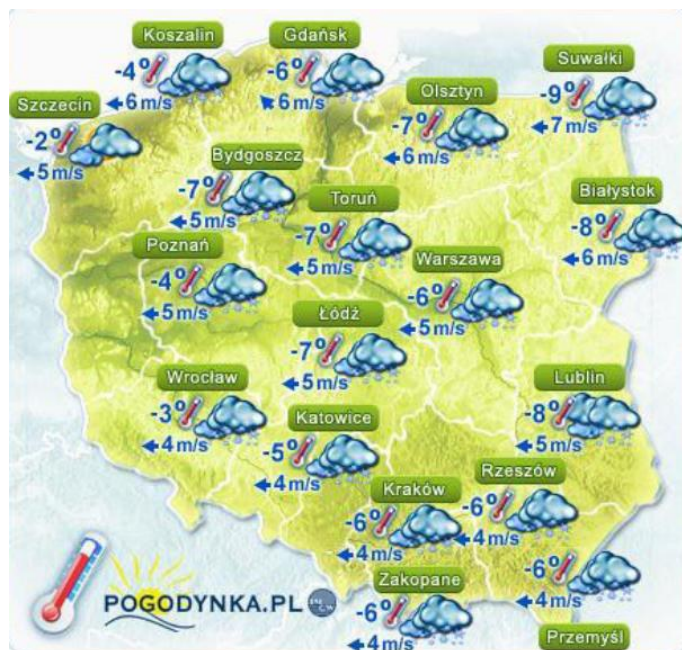 Koszalin
-4°
6 m/s
Gdańsk
-6°
6 m/s
Suwałki
-9°
7 m/s
Szczecin
-2°
5 m/s
Olsztyn
-7°
6 m/s
Bydgoszcz
-7°
5 m/s
Toruń
-7°
5 m/s
Białystok
-8°
6 m/s
Poznań
-4°
5 m/s
Warszawa
-6°
5 m/s
Łódź
-7°
5 m/s
Wrocław
-3°
4 m/s
Katowice
-5°
4 m/s
Lublin
-8°
5 m/s
Kraków
-6°
4 m/s
Rzeszów
-6°
4 m/s
Zakopane
-6°
4 m/s
-6°
4 m/s
Przemyśl
POGODYNKA.PL